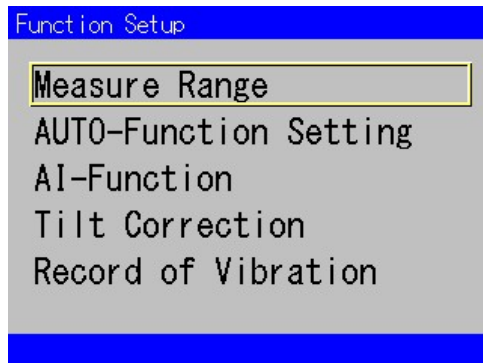 Function Setup
Measure Range
AUTO-Function Setting
AI-Function
Tilt Correction
Record of Vibration